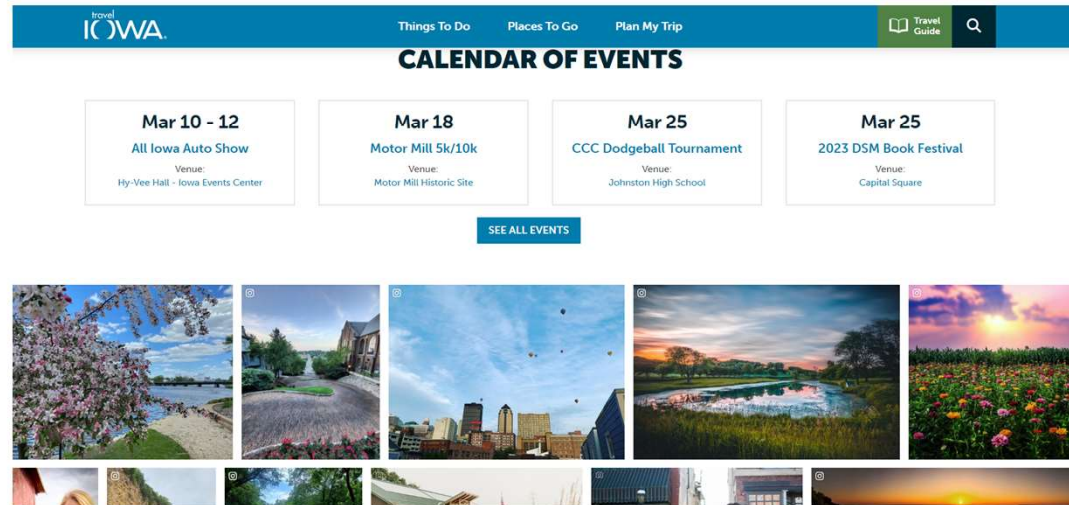 travel
IOWA
Things To Do
Places To Go
Plan My Trip
Travel
Guide
CALENDAR OF EVENTS
Mar 10 - 12
All Iowa Auto Show
Venue:
Hy-Vee Hall - Iowa Events Center
Mar 18
Motor Mill 5k/10k
Venue:
Motor Mill Historic Site
Mar 25
CCC Dodgeball Tournament
Venue:
Johnston High School
Mar 25
2023 DSM Book Festival
Venue:
Capital Square
SEE ALL EVENTS